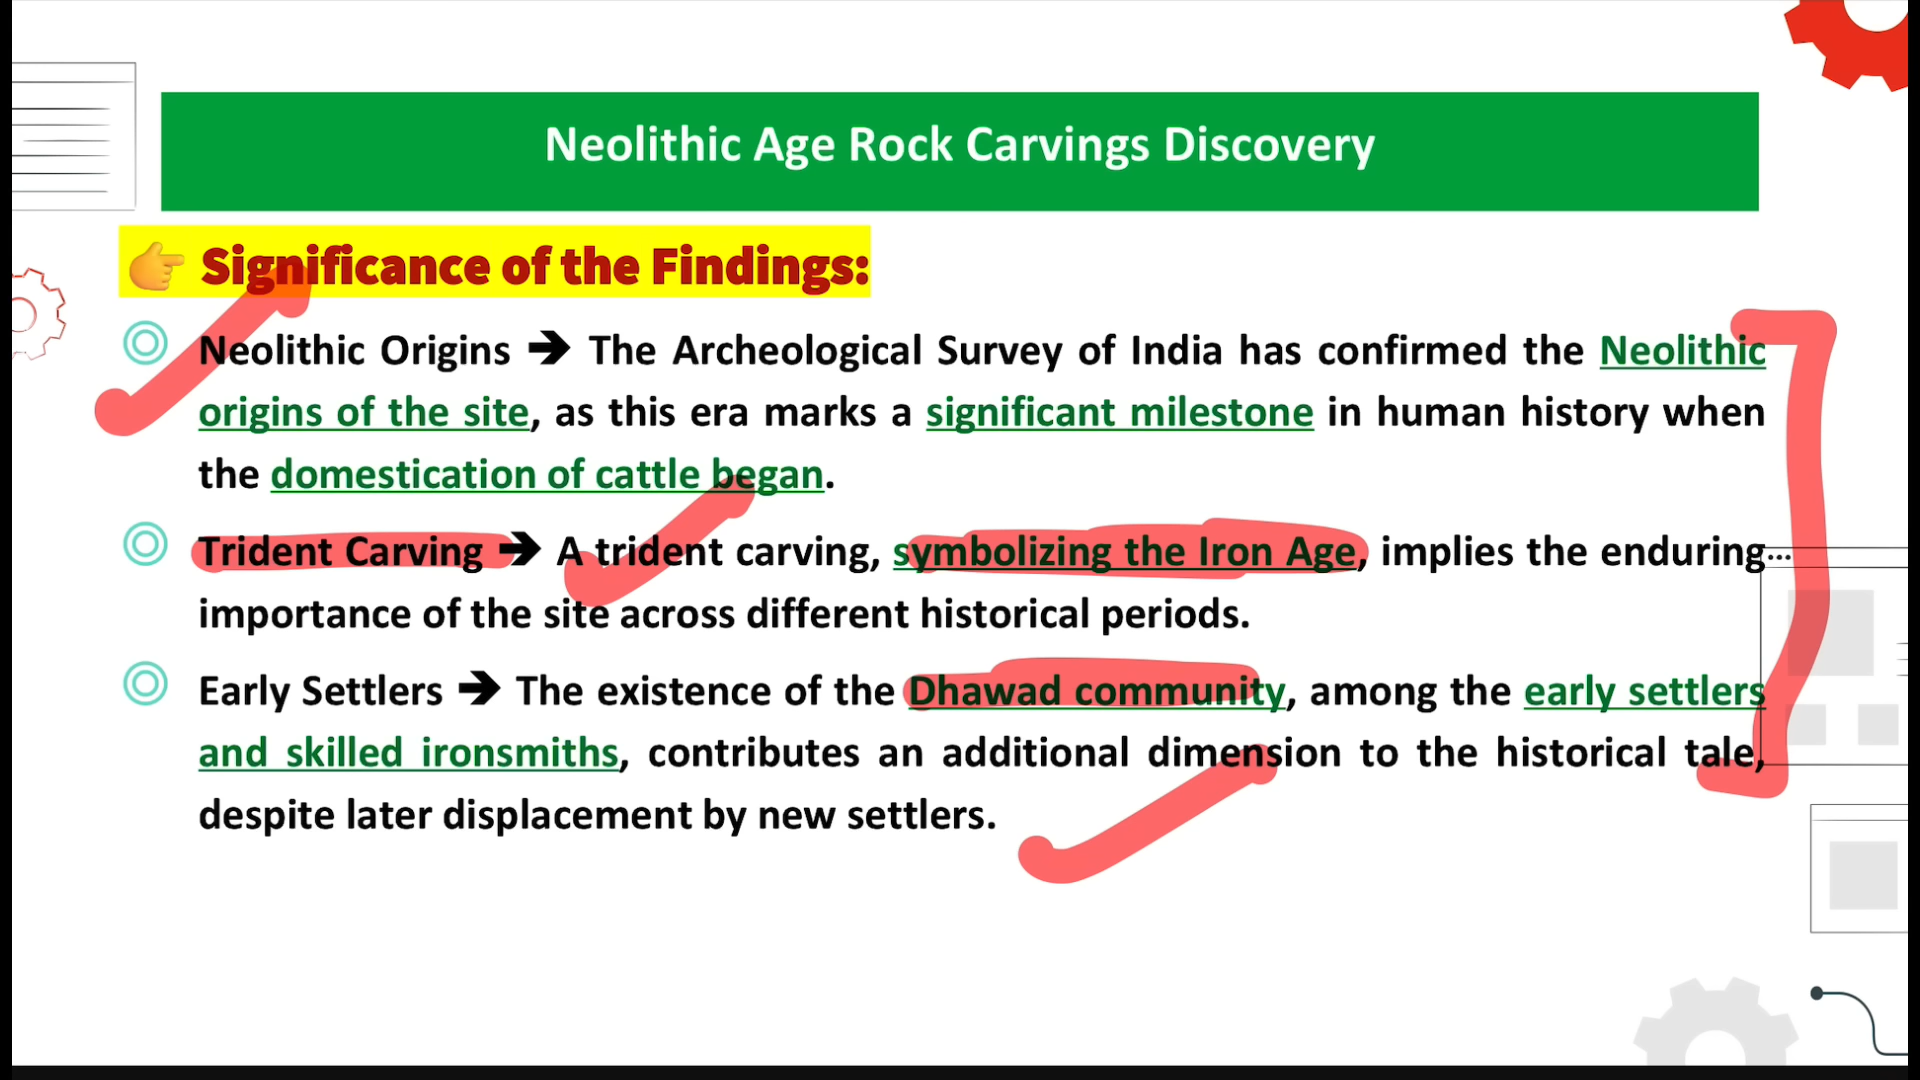 Neolithic Age Rock Carvings Discovery
👉 Significance of the Findings:
Neolithic Origins ➔ The Archeological Survey of India has confirmed the Neolithic
origins of the site, as this era marks a significant milestone in human history when
the domestication of cattle began.
Trident Carving ➔ A trident carving, symbolizing the Iron Age, implies the enduring
importance of the site across different historical periods.
Early Settlers ➔ The existence of the Dhawad community, among the early settlers
and skilled ironsmiths, contributes an additional dimension to the historical tale,
despite later displacement by new settlers.